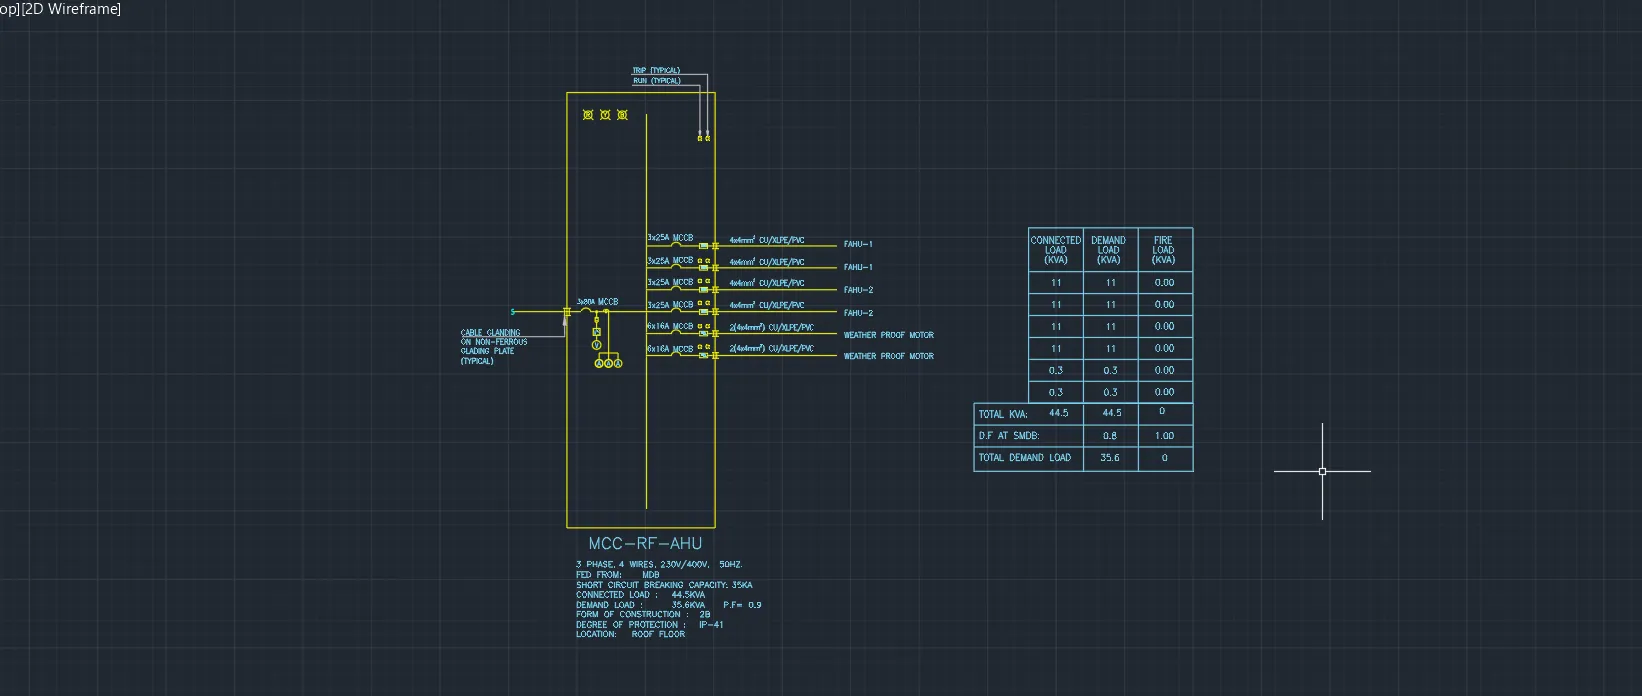 op][2D Wireframe]
TRIP (TYPICAL)
RUN (TYPICAL)
R Y B
3x25A MCCB 4x4mm² CU/XLPE/PVC FAHU-1
3x25A MCCB 4x4mm² CU/XLPE/PVC FAHU-1
3x25A MCCB 4x4mm² CU/XLPE/PVC FAHU-2
3x25A MCCB 4x4mm² CU/XLPE/PVC FAHU-2
6x16A MCCB 2(4x4mm²) CU/XLPE/PVC WEATHER PROOF MOTOR
6x16A MCCB 2(4x4mm²) CU/XLPE/PVC WEATHER PROOF MOTOR
3x80A MCCB
V
A A A
CABLE GLANDING
ON NON-FERROUS
GLADING PLATE
(TYPICAL)
MCC-RF-AHU
3 PHASE, 4 WIRES, 230V/400V, 50HZ.
FED FROM: MDB
SHORT CIRCUIT BREAKING CAPACITY: 35KA
CONNECTED LOAD : 44.5KVA
DEMAND LOAD : 35.6KVA P.F= 0.9
FORM OF CONSTRUCTION : 2B
DEGREE OF PROTECTION : IP-41
LOCATION: ROOF FLOOR
CONNECTED LOAD (KVA) DEMAND LOAD (KVA) FIRE LOAD (KVA)
11 11 0.00
11 11 0.00
11 11 0.00
11 11 0.00
0.3 0.3 0.00
0.3 0.3 0.00
TOTAL KVA: 44.5 44.5 0
D.F AT SMDB: 0.8 1.00
TOTAL DEMAND LOAD 35.6 0